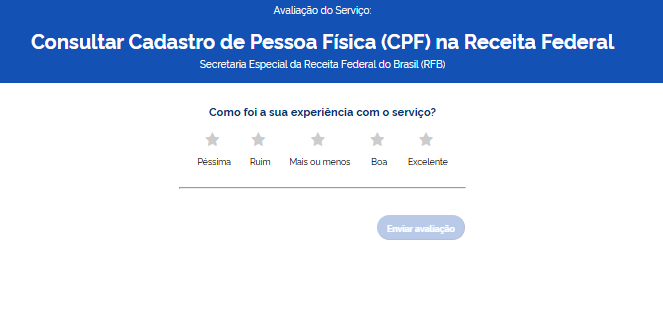 Avaliação do Serviço:
Consultar Cadastro de Pessoa Física (CPF) na Receita Federal
Secretaria Especial da Receita Federal do Brasil (RFB)
Como foi a sua experiência com o serviço?
Péssima Ruim Mais ou menos Boa Excelente
Enviar avaliação